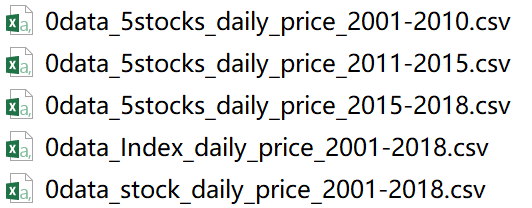 0data_5stocks_daily_price_2001-2010.csv
0data_5stocks_daily_price_2011-2015.csv
0data_5stocks_daily_price_2015-2018.csv
0data_Index_daily_price_2001-2018.csv
0data_stock_daily_price_2001-2018.csv